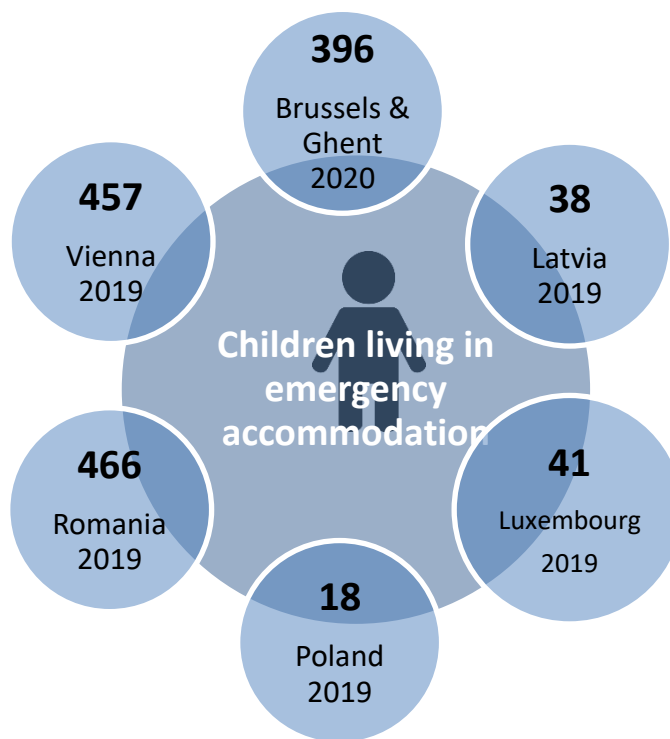 396
Brussels &
Ghent
2020
457
Vienna
2019
38
Latvia
2019
Children living in
emergency
accommodation
466
Romania
2019
41
Luxembourg
2019
18
Poland
2019